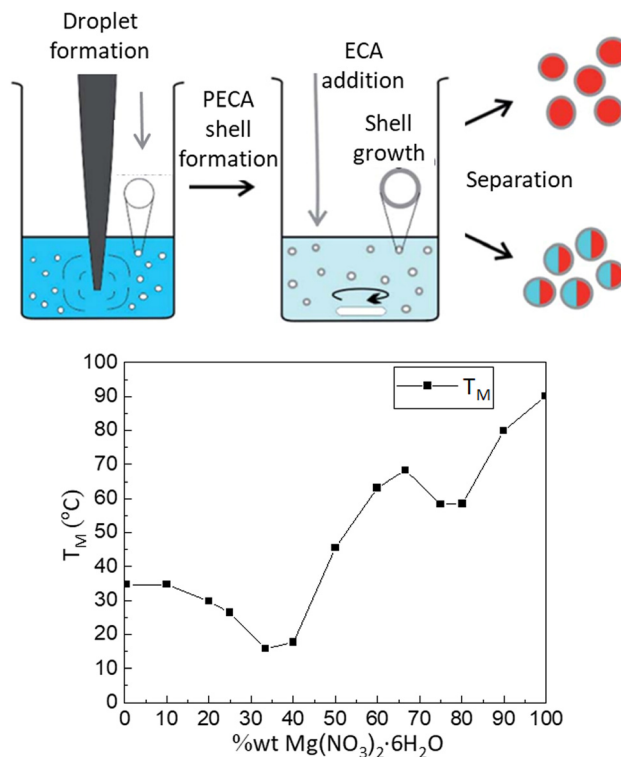 Droplet
formation
PECA
shell
formation
ECA
addition
Shell
growth
Separation
100
90
80
70
60
50
40
30
20
10
0
T_M (°C)
T_M
0 10 20 30 40 50 60 70 80 90 100
%wt Mg(NO₃)₂·6H₂O